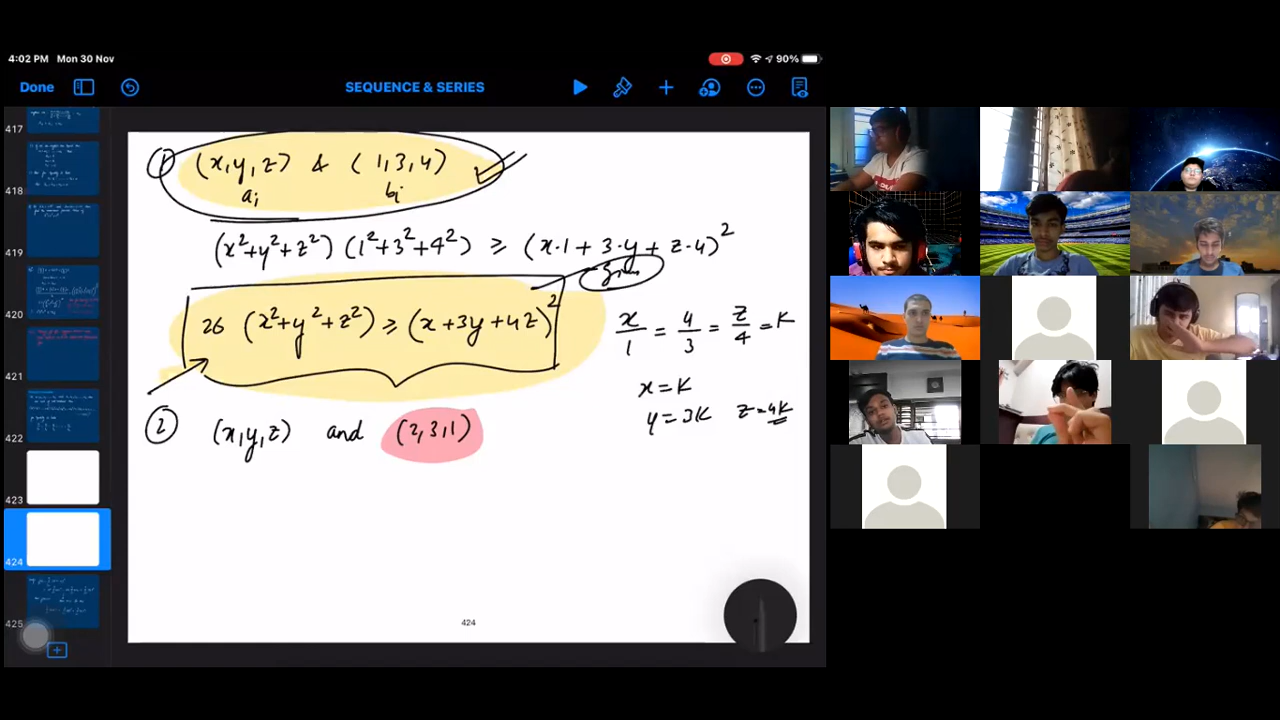 4:02 PM Mon 30 Nov
90%
Done
SEQUENCE & SERIES
417
418
419
420
421
422
423
424
425
① (x,y,z) & (1,3,4)
aᵢ bᵢ
(x²+y²+z²) (1²+3²+4²) ≥ (x·1 + 3·y + z·4)²
26 (x²+y²+z²) ≥ (x+3y+4z)²
x/1 = y/3 = z/4 = K
x = K
y = 3K z = 4K
② (x,y,z) and (2,3,1)
424